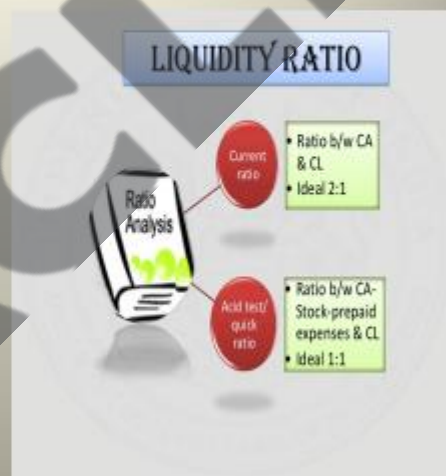 LIQUIDITY RATIO
Current
ratio
• Ratio b/w CA
& CL
• Ideal 2:1
Ratio
Analysis
Acid test/
quick
ratio
• Ratio b/w CA-
Stock-prepaid
expenses & CL
• Ideal 1:1